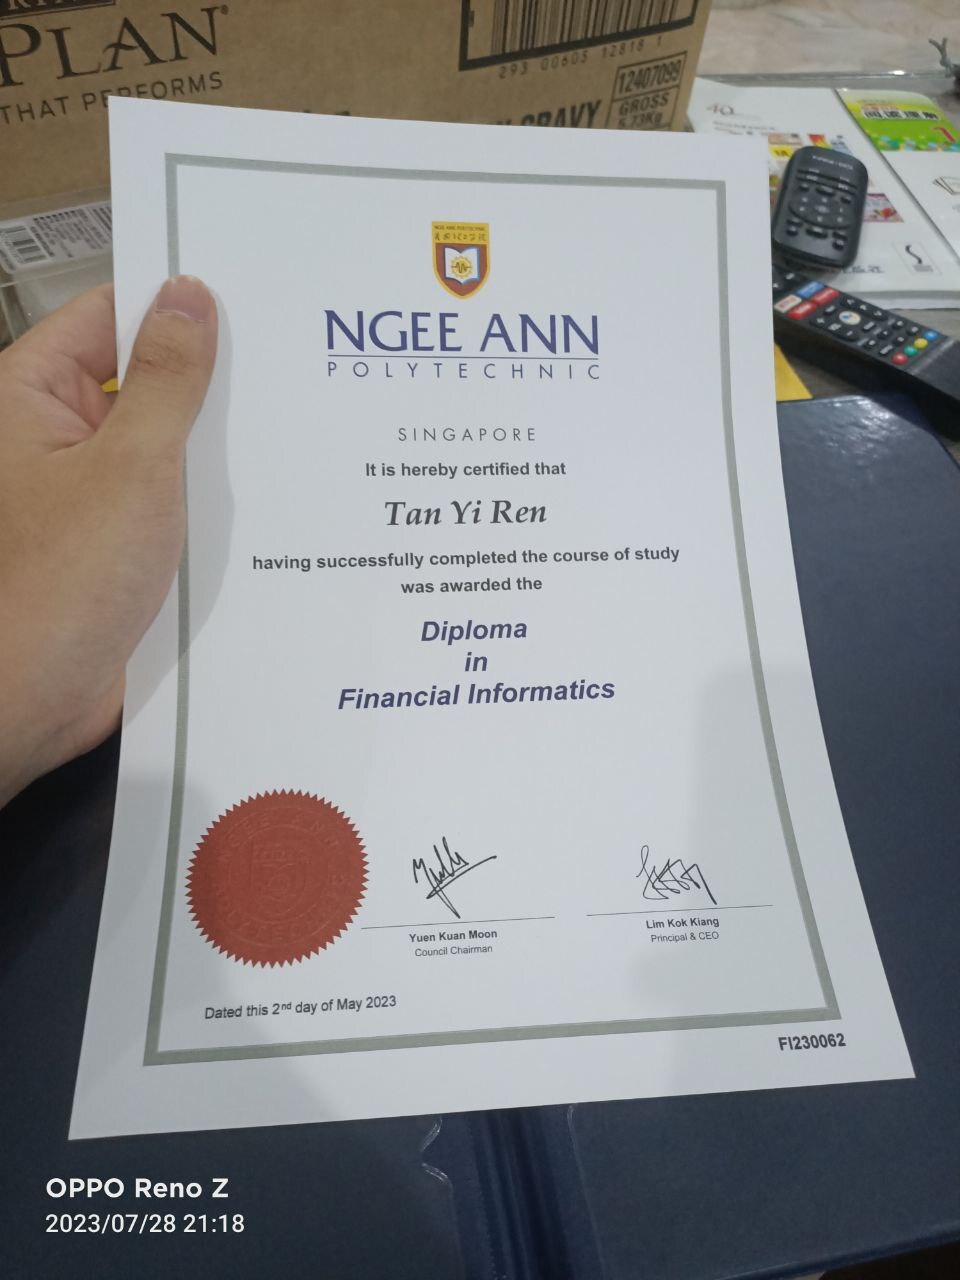 PLAN
THAT PERFORMS
293 00605 12818 1
12407099
GROSS
5.73Kg
GRAVY
40
NGEE ANN
POLYTECHNIC
SINGAPORE
It is hereby certified that
Tan Yi Ren
having successfully completed the course of study
was awarded the
Diploma
in
Financial Informatics
NGEE ANN
Yuen Kuan Moon
Council Chairman
Lim Kok Kiang
Principal & CEO
Dated this 2nd day of May 2023
FI230062
OPPO Reno Z
2023/07/28 21:18